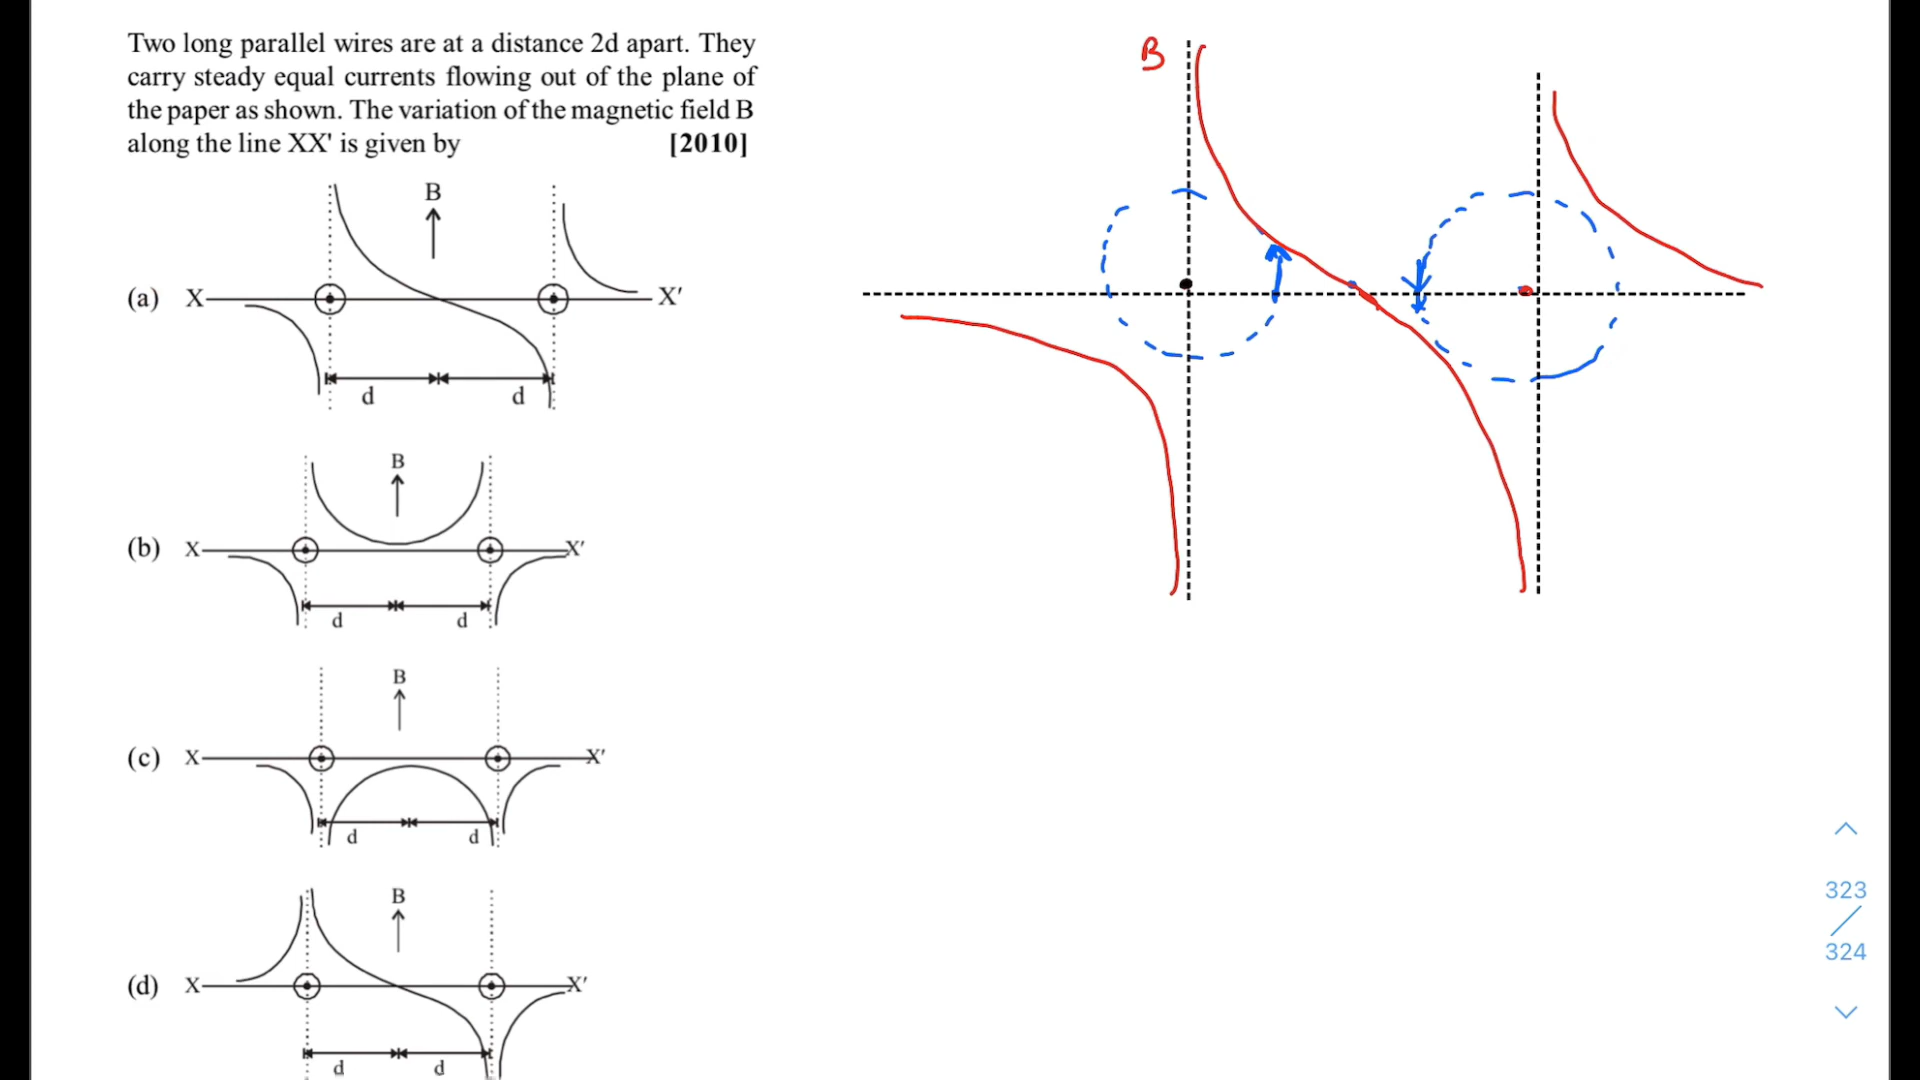 Two long parallel wires are at a distance 2d apart. They
carry steady equal currents flowing out of the plane of
the paper as shown. The variation of the magnetic field B
along the line XX' is given by [2010]
B
B
(a) X X'
d d
B
(b) X X'
d d
B
(c) X X'
d d
B
(d) X X'
d d
323
324